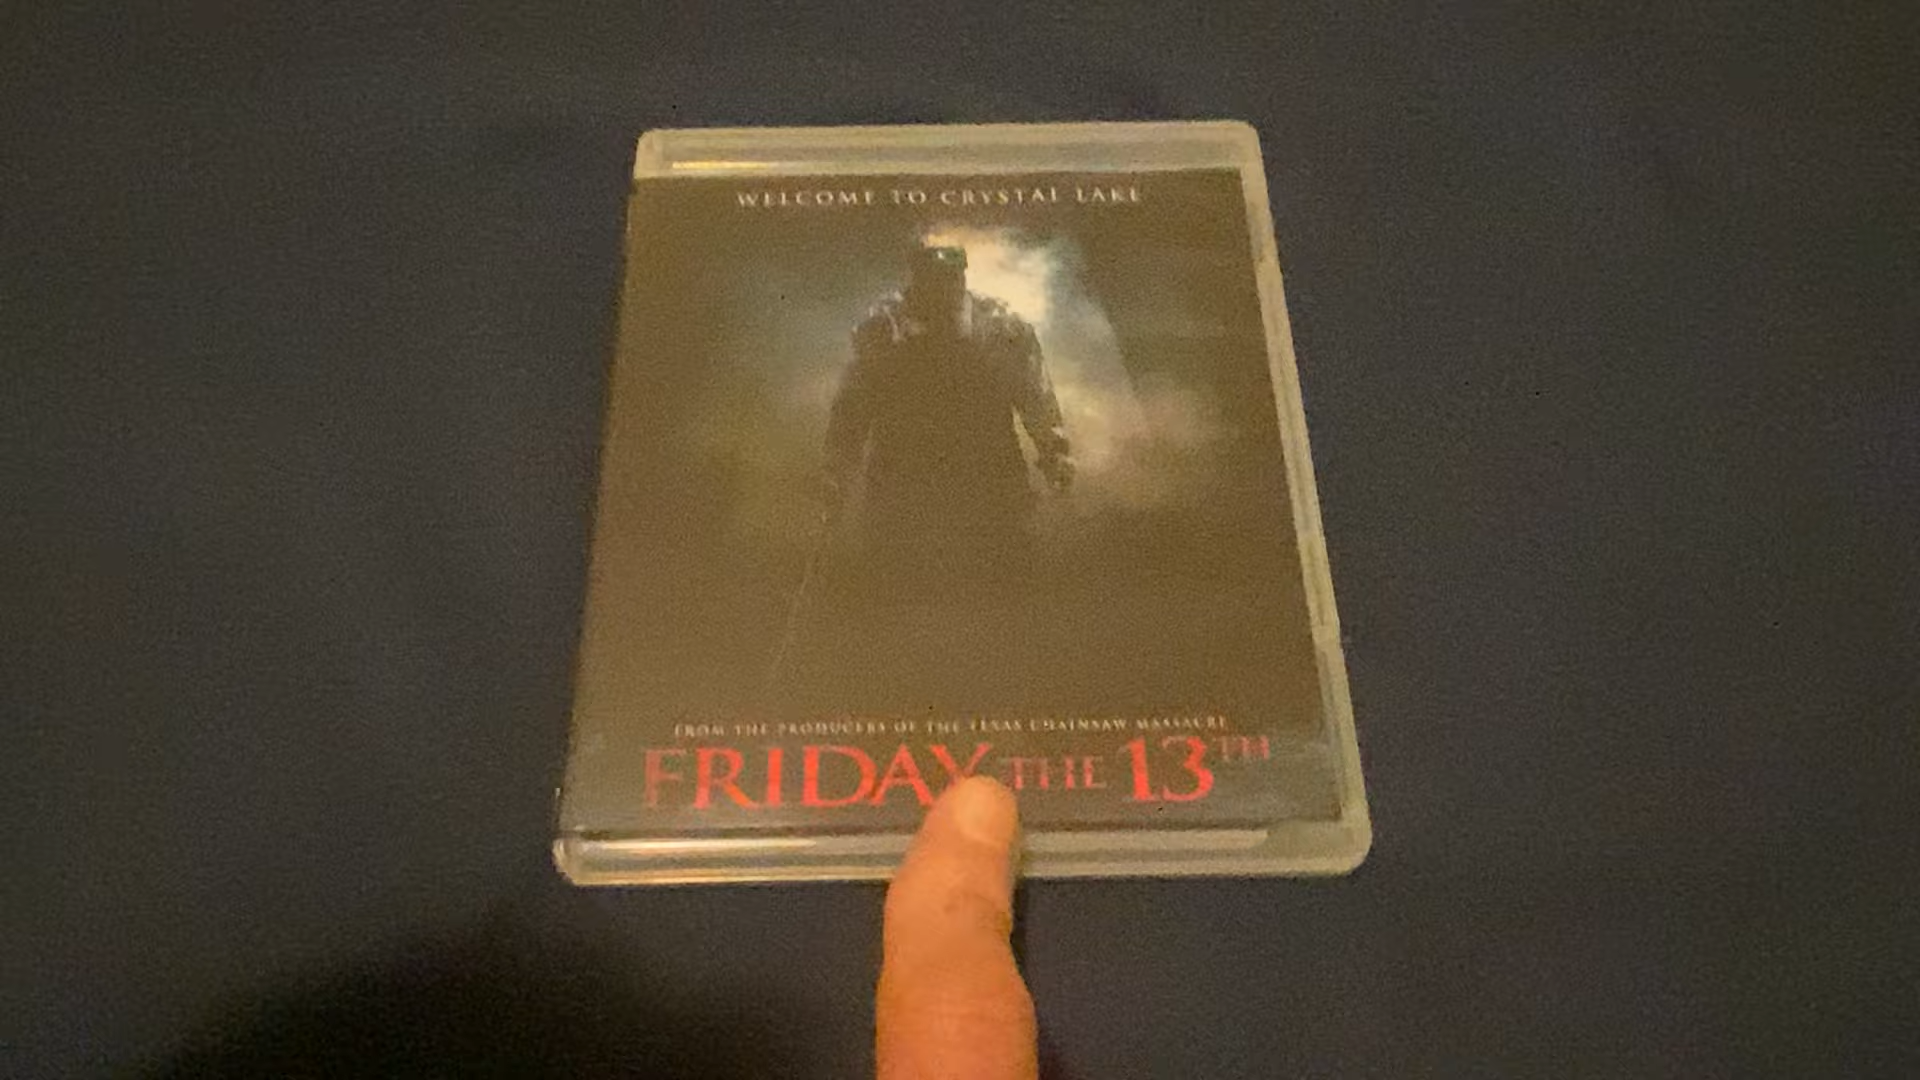 WELCOME TO CRYSTAL LAKE
FROM THE PRODUCERS OF THE TEXAS CHAINSAW MASSACRE
FRIDAY THE 13TH